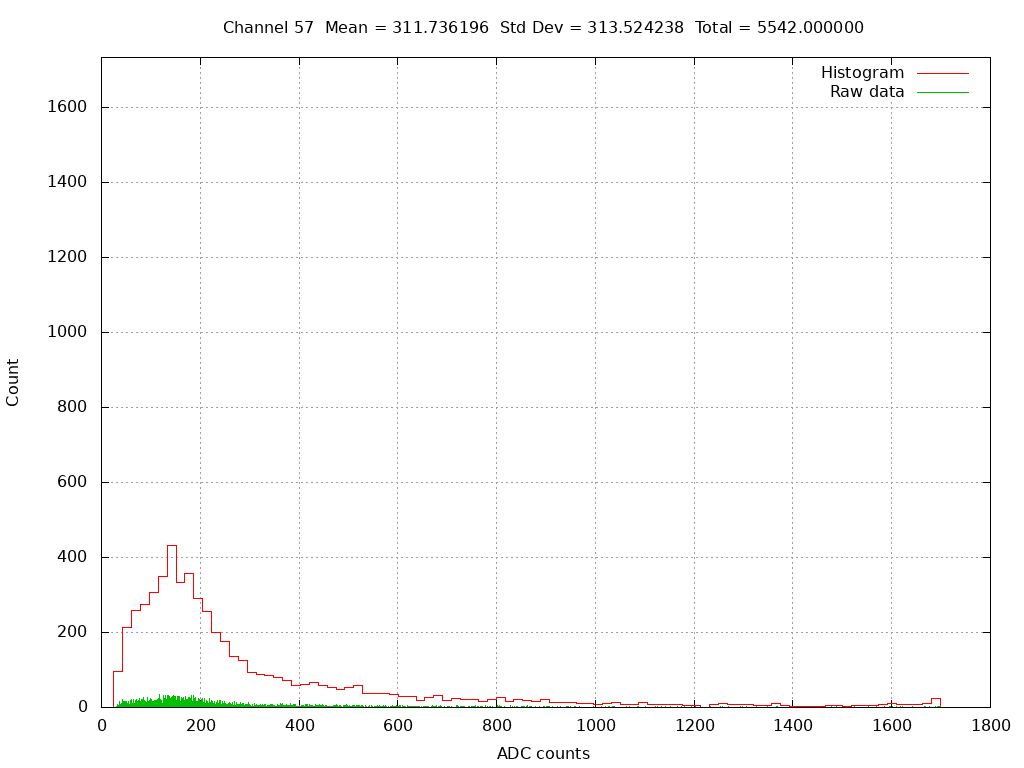 Channel 57  Mean = 311.736196  Std Dev = 313.524238  Total = 5542.000000
Histogram
Raw data
1600
1400
1200
1000
800
600
400
200
0
Count
0 200 400 600 800 1000 1200 1400 1600 1800
ADC counts